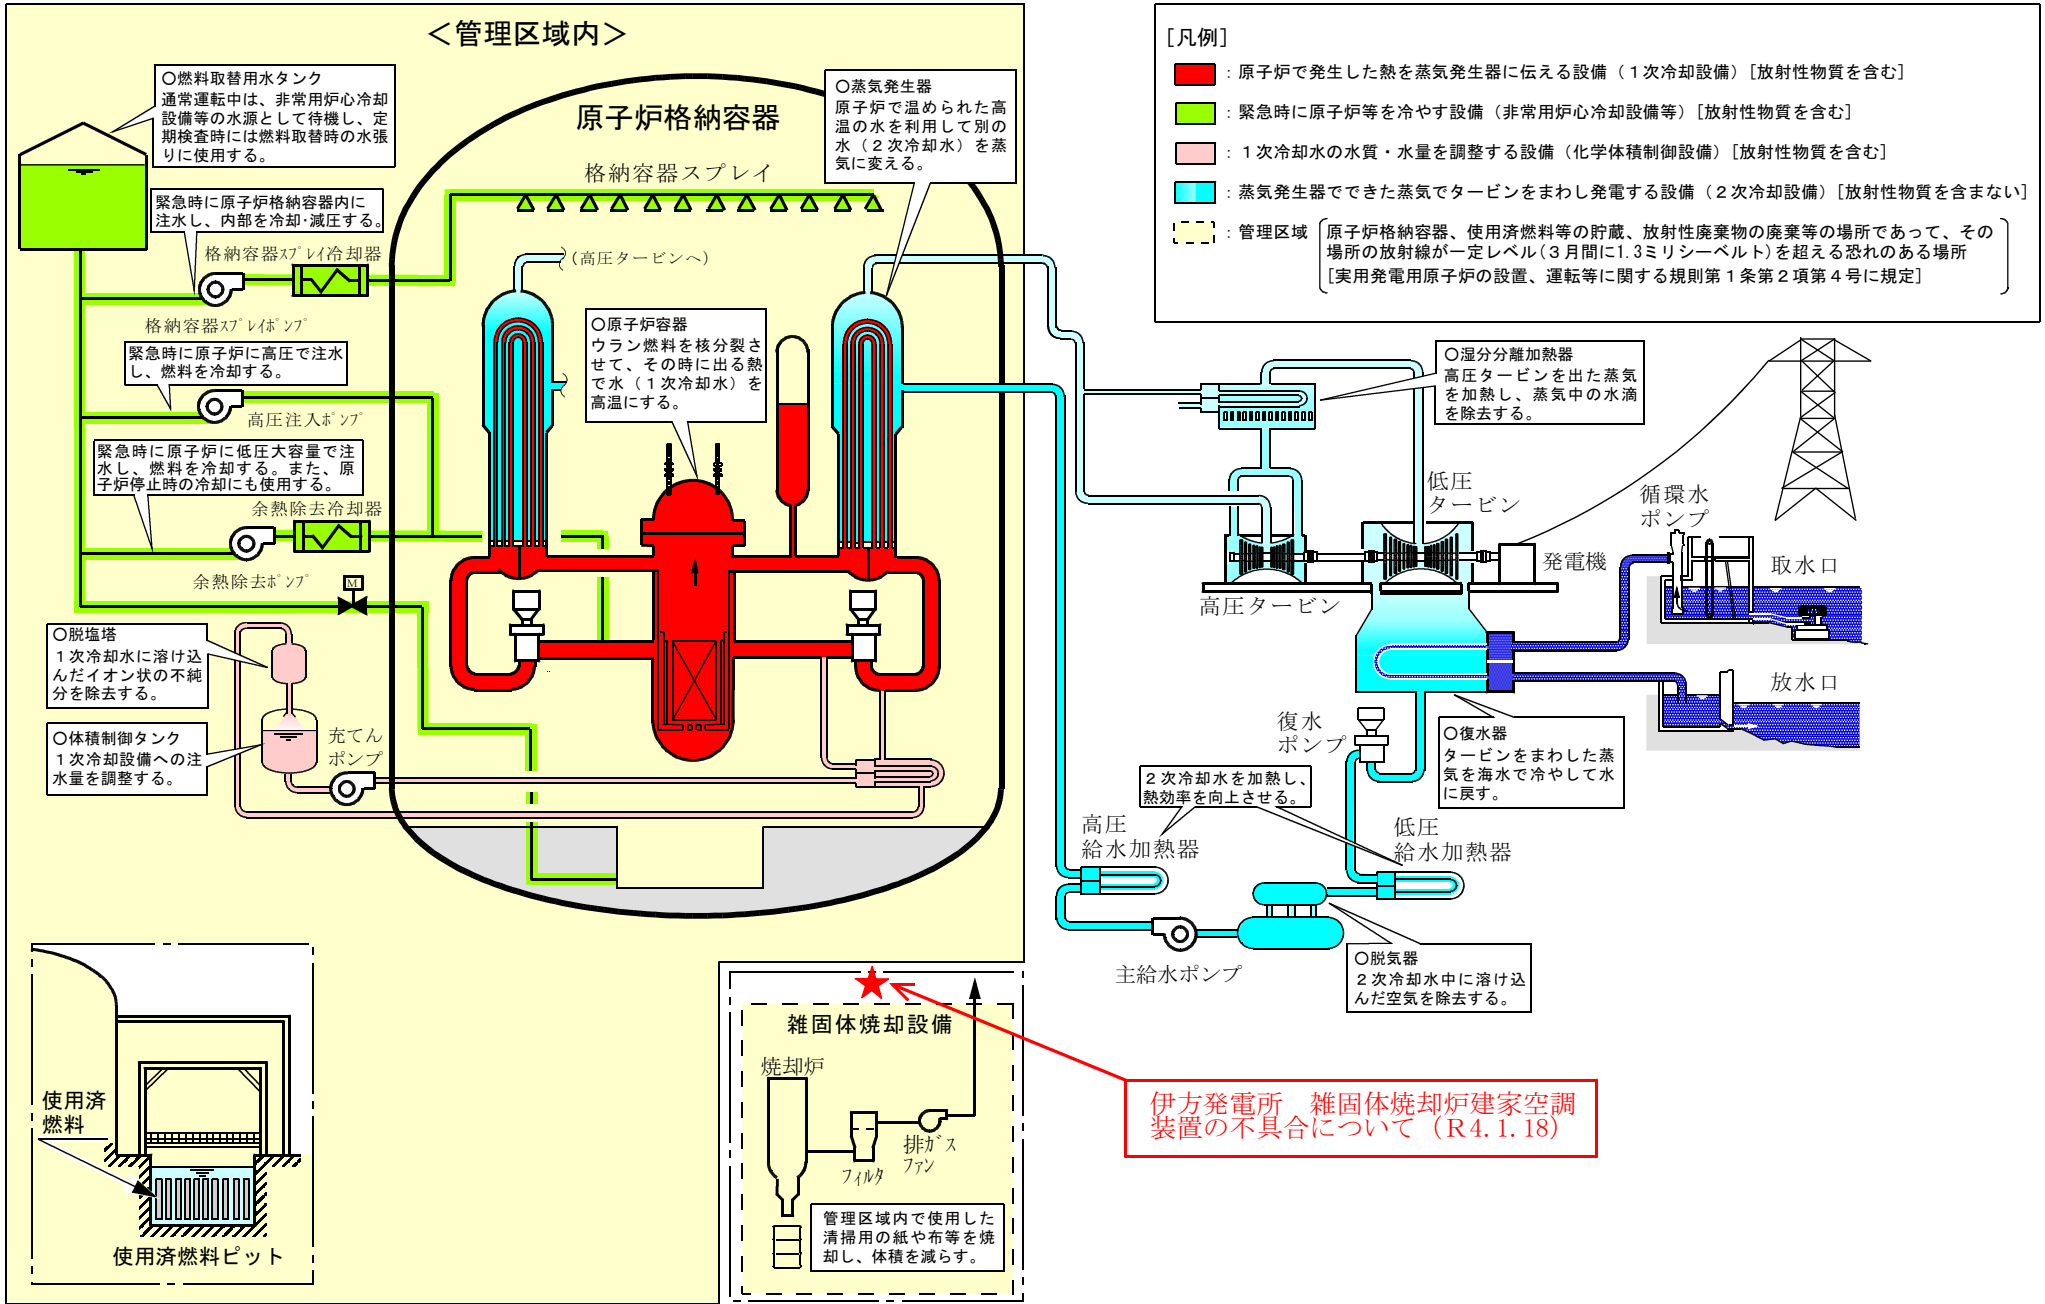 ＜管理区域内＞
○燃料取替用水タンク
通常運転中は、非常用炉心冷却
設備等の水源として待機し、定
期検査時には燃料取替時の水張
りに使用する。
緊急時に原子炉格納容器内に
注水し、内部を冷却・減圧する。
格納容器ｽﾌﾟﾚｲ冷却器
格納容器ｽﾌﾟﾚｲﾎﾟﾝﾌﾟ
緊急時に原子炉に高圧で注水
し、燃料を冷却する。
高圧注入ﾎﾟﾝﾌﾟ
緊急時に原子炉に低圧大容量で注
水し、燃料を冷却する。また、原
子炉停止時の冷却にも使用する。
余熱除去冷却器
余熱除去ﾎﾟﾝﾌﾟ
M
○脱塩塔
１次冷却水に溶け込
んだイオン状の不純
分を除去する。
○体積制御タンク
１次冷却設備への注
水量を調整する。
充てん
ポンプ
原子炉格納容器
格納容器スプレイ
（高圧タービンへ）
○蒸気発生器
原子炉で温められた高
温の水を利用して別の
水（２次冷却水）を蒸
気に変える。
○原子炉容器
ウラン燃料を核分裂さ
せて、その時に出る熱
で水（１次冷却水）を
高温にする。
［凡例］
：原子炉で発生した熱を蒸気発生器に伝える設備（１次冷却設備）［放射性物質を含む］
：緊急時に原子炉等を冷やす設備（非常用炉心冷却設備等）［放射性物質を含む］
：１次冷却水の水質・水量を調整する設備（化学体積制御設備）［放射性物質を含む］
：蒸気発生器でできた蒸気でタービンをまわし発電する設備（２次冷却設備）［放射性物質を含まない］
：管理区域
原子炉格納容器、使用済燃料等の貯蔵、放射性廃棄物の廃棄等の場所であって、その
場所の放射線が一定レベル(３月間に1.3ミリシーベルト)を超える恐れのある場所
［実用発電用原子炉の設置、運転等に関する規則第１条第２項第４号に規定］
○湿分分離加熱器
高圧タービンを出た蒸気
を加熱し、蒸気中の水滴
を除去する。
低圧
タービン
高圧タービン
発電機
循環水
ポンプ
取水口
放水口
復水
ポンプ
○復水器
タービンをまわした蒸
気を海水で冷やして水
に戻す。
２次冷却水を加熱し、
熱効率を向上させる。
高圧
給水加熱器
低圧
給水加熱器
主給水ポンプ
○脱気器
２次冷却水中に溶け込
んだ空気を除去する。
使用済
燃料
使用済燃料ピット
雑固体焼却設備
焼却炉
フィルタ
排ｶﾞｽ
ﾌｧﾝ
管理区域内で使用した
清掃用の紙や布等を焼
却し、体積を減らす。
伊方発電所　雑固体焼却炉建家空調
装置の不具合について（Ｒ4.1.18）